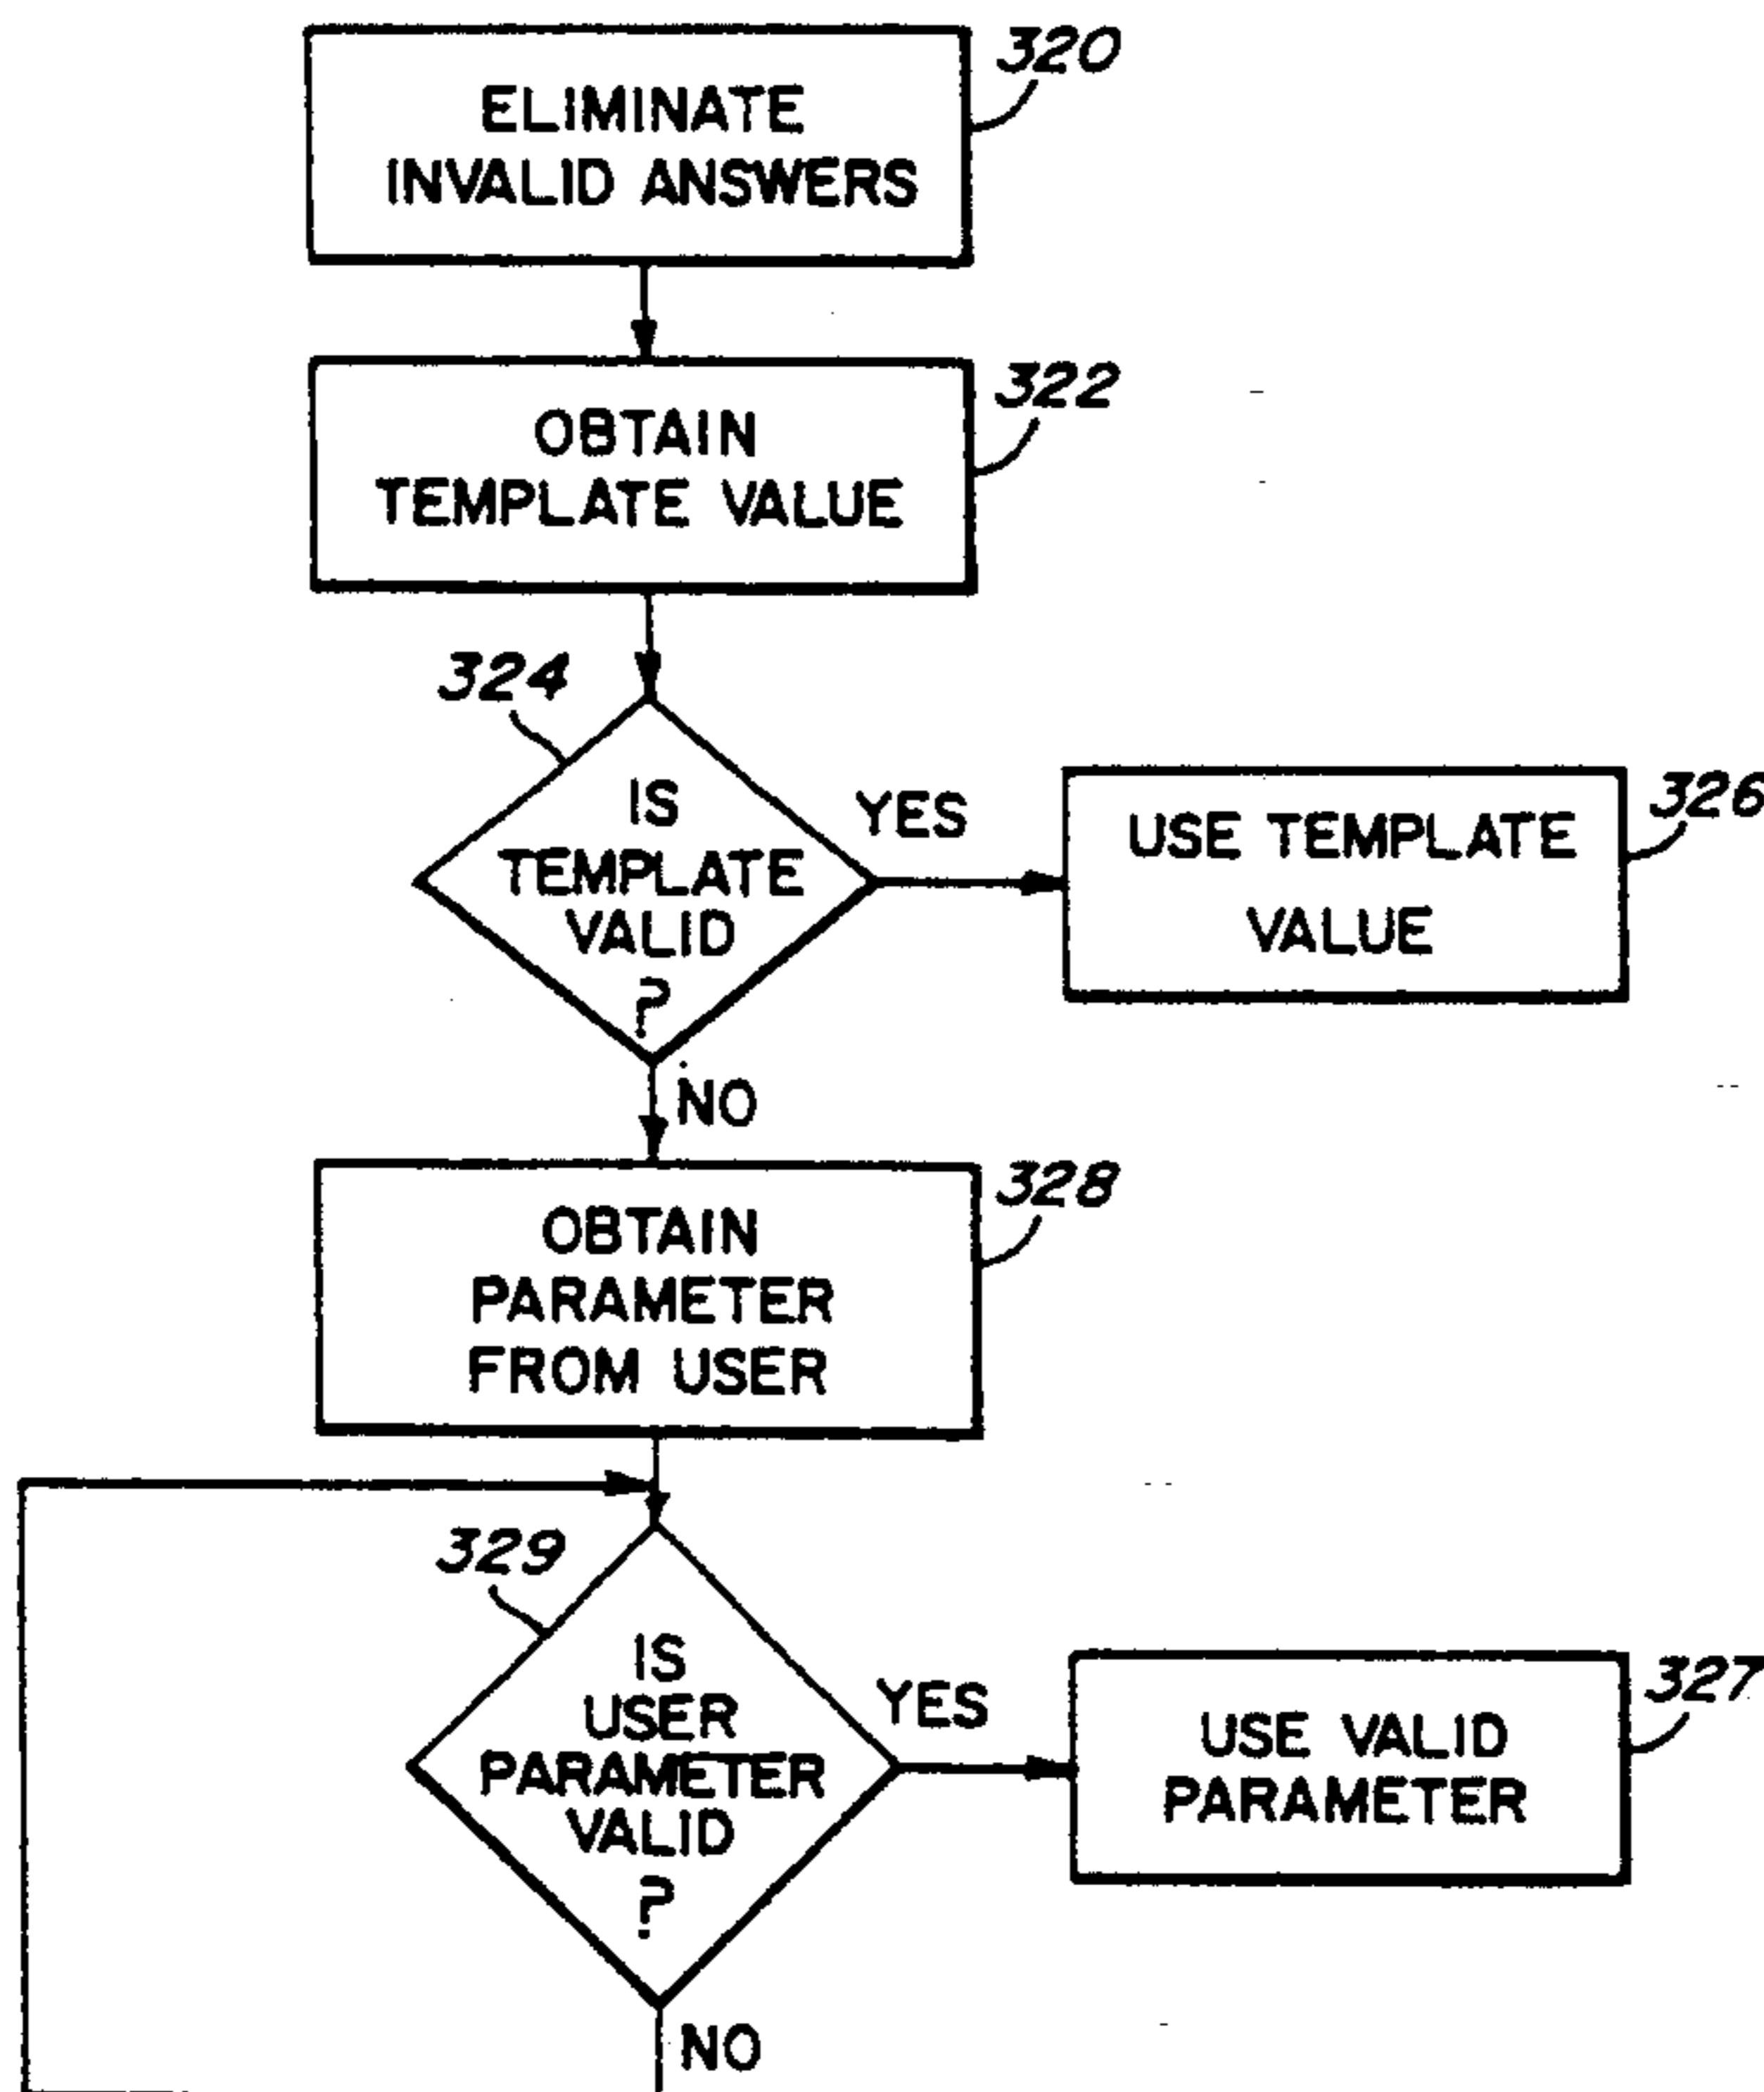 320
ELIMINATE
INVALID ANSWERS
322
OBTAIN
TEMPLATE VALUE
324
IS
TEMPLATE
VALID
?
YES
326
USE TEMPLATE
VALUE
NO
328
OBTAIN
PARAMETER
FROM USER
329
IS
USER
PARAMETER
VALID
?
YES
327
USE VALID
PARAMETER
NO